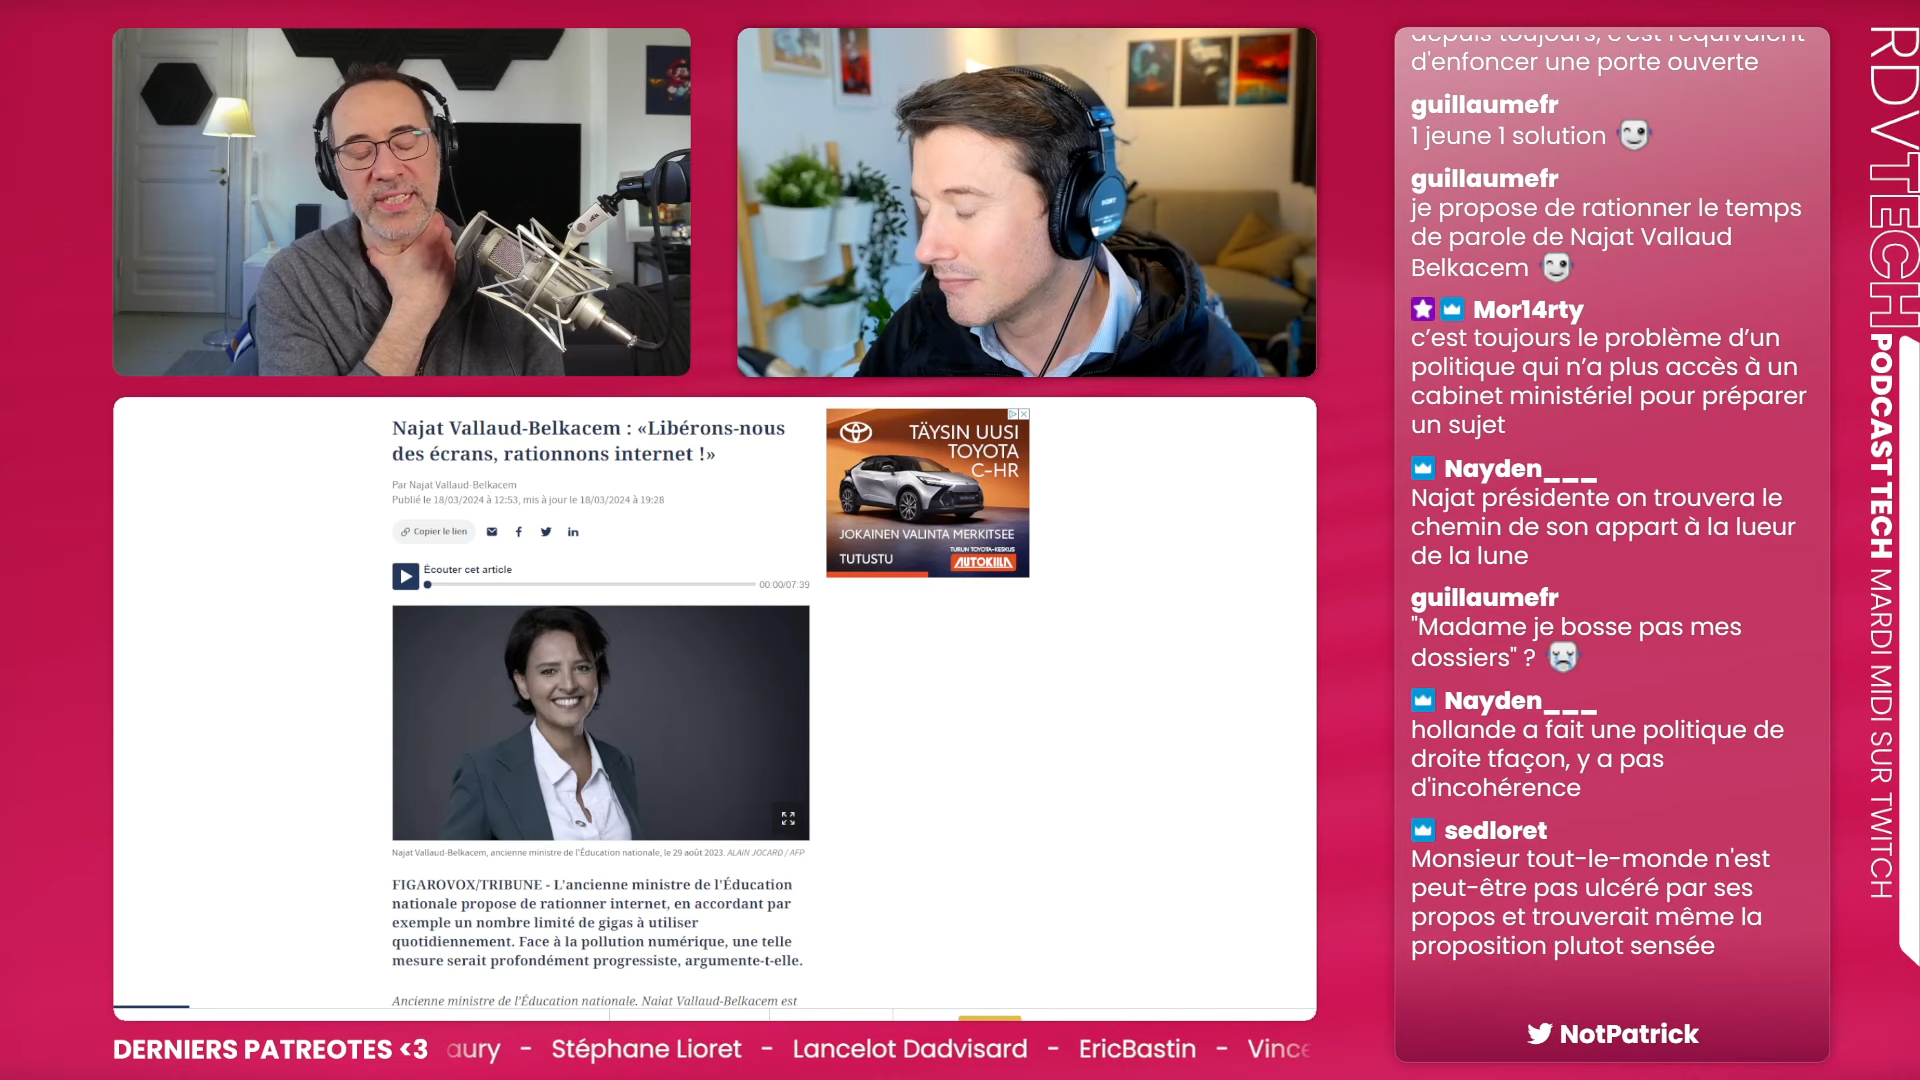 Najat Vallaud-Belkacem : «Libérons-nous
des écrans, rationnons internet !»
Par Najat Vallaud-Belkacem
Publié le 18/03/2024 à 12:53, mis à jour le 18/03/2024 à 19:28
Copier le lien
Écouter cet article
00:00/07:39
Najat Vallaud-Belkacem, ancienne ministre de l'Éducation nationale, le 29 août 2023. ALAIN JOCARD / AFP
FIGAROVOX/TRIBUNE - L'ancienne ministre de l'Éducation
nationale propose de rationner internet, en accordant par
exemple un nombre limité de gigas à utiliser
quotidiennement. Face à la pollution numérique, une telle
mesure serait profondément progressiste, argumente-t-elle.
Ancienne ministre de l'Éducation nationale, Najat Vallaud-Belkacem est
TÄYSIN UUSI
TOYOTA
C-HR
JOKAINEN VALINTA MERKITSEE
TUTUSTU
TURUN TOYOTA-KESKUS
AUTOKIILA
depuis toujours, c'est l'équivalent
d'enfoncer une porte ouverte
guillaumefr
1 jeune 1 solution
guillaumefr
je propose de rationner le temps
de parole de Najat Vallaud
Belkacem
Mor14rty
c’est toujours le problème d’un
politique qui n’a plus accès à un
cabinet ministériel pour préparer
un sujet
Nayden___
Najat présidente on trouvera le
chemin de son appart à la lueur
de la lune
guillaumefr
"Madame je bosse pas mes
dossiers" ?
Nayden___
hollande a fait une politique de
droite tfaçon, y a pas
d'incohérence
sedloret
Monsieur tout-le-monde n'est
peut-être pas ulcéré par ses
propos et trouverait même la
proposition plutot sensée
NotPatrick
RDVTECH PODCAST TECH MARDI MIDI SUR TWITCH
DERNIERS PATREOTES <3 aury - Stéphane Lioret - Lancelot Dadvisard - EricBastin - Vince